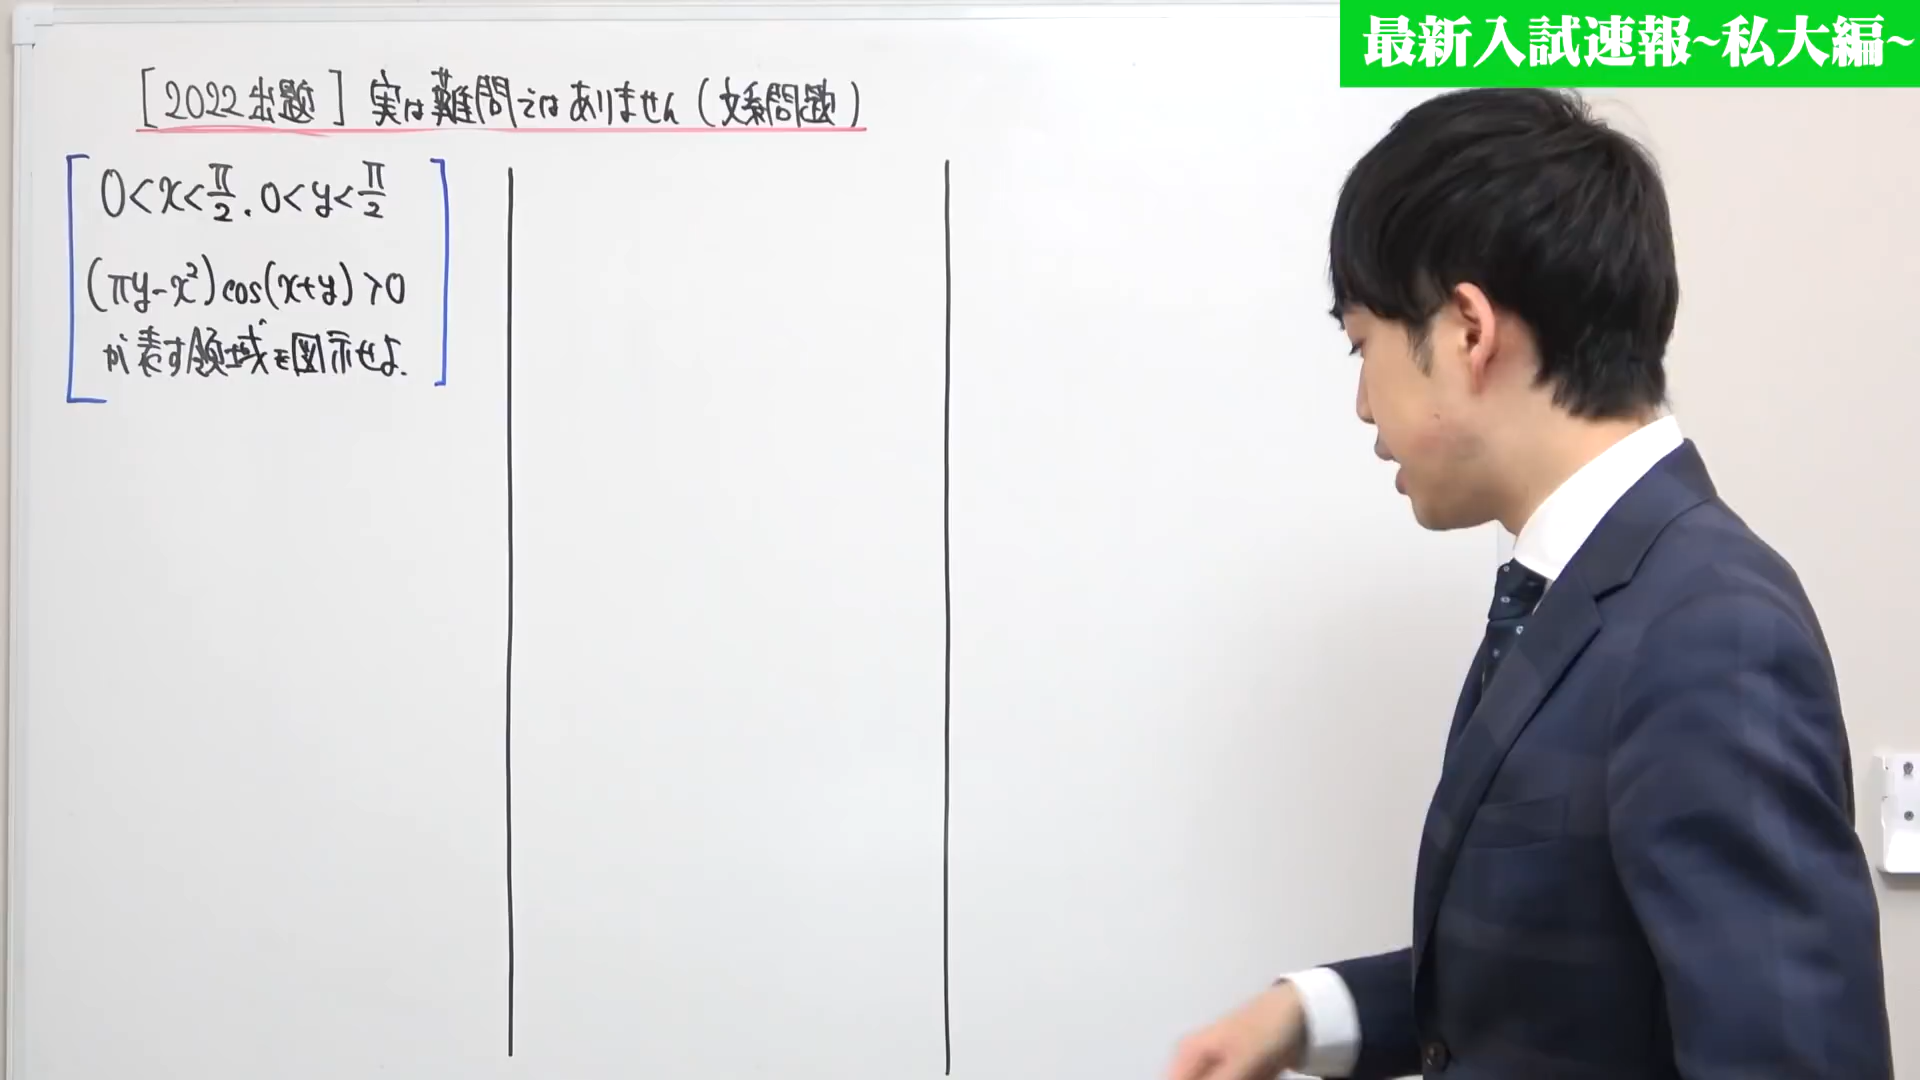 最新入試速報~私大編~
[2022出題] 実は難問ではありません(文系問題)
0<x<π/2. 0<y<π/2
(πy-x²)cos(x+y)>0
が表す領域を図示せよ.